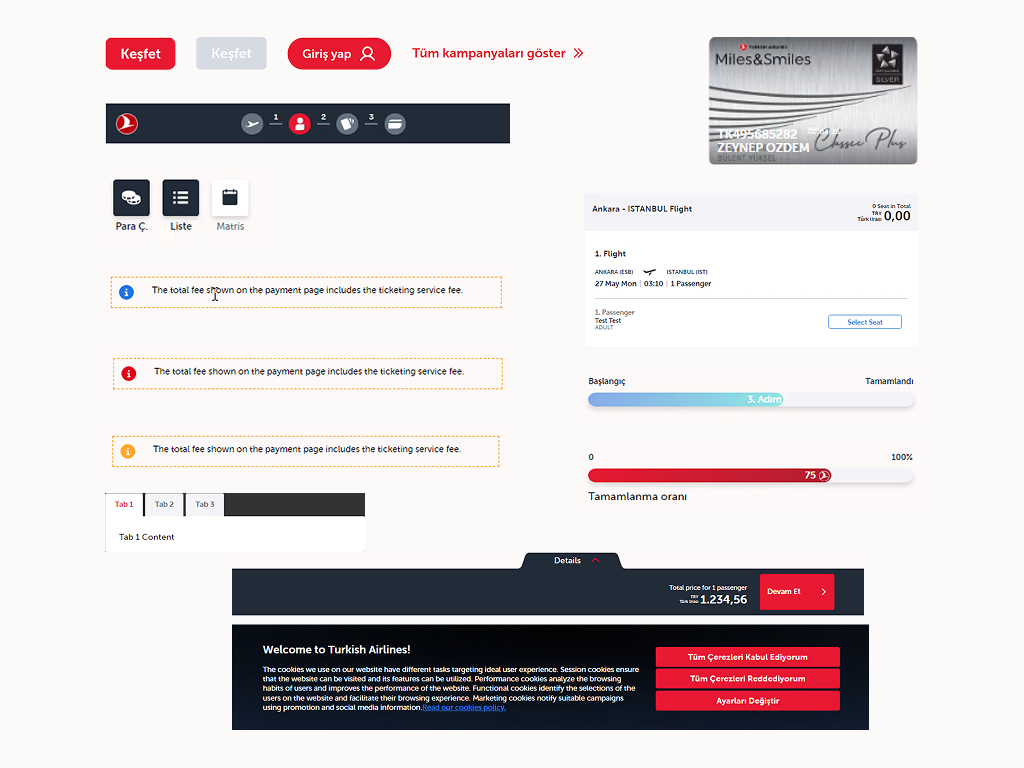 Keşfet
Keşfet
Giriş yap
Tüm kampanyaları göster
TURKISH AIRLINES
Miles&Smiles
SILVER
TK495685282
ZEYNEP OZDEM
Classic Plus
BÜLENT YÜKSEL
1
2
3
Para Ç.
Liste
Matris
Ankara - ISTANBUL Flight
0 Seat in Total
TRY
Türk lirası
0,00
1. Flight
ANKARA (ESB)
ISTANBUL (IST)
27 May Mon | 03:10 | 1 Passenger
1. Passenger
Test Test
ADULT
Select Seat
The total fee shown on the payment page includes the ticketing service fee.
The total fee shown on the payment page includes the ticketing service fee.
The total fee shown on the payment page includes the ticketing service fee.
Başlangıç
Tamamlandı
3. Adım
0
100%
75
Tamamlanma oranı
Tab 1
Tab 2
Tab 3
Tab 1 Content
Details
Total price for 1 passenger
TRY
Türk lirası
1.234,56
Devam Et
Welcome to Turkish Airlines!
The cookies we use on our website have different tasks targeting ideal user experience. Session cookies ensure
that the website can be visited and its features can be utilized. Performance cookies analyze the browsing
habits of users and improves the performance of the website. Functional cookies identify the selections of the
users on the website and facilitate their browsing experience. Marketing cookies notify suitable campaigns
using promotion and social media information.Read our cookies policy.
Tüm Çerezleri Kabul Ediyorum
Tüm Çerezleri Reddediyorum
Ayarları Değiştir